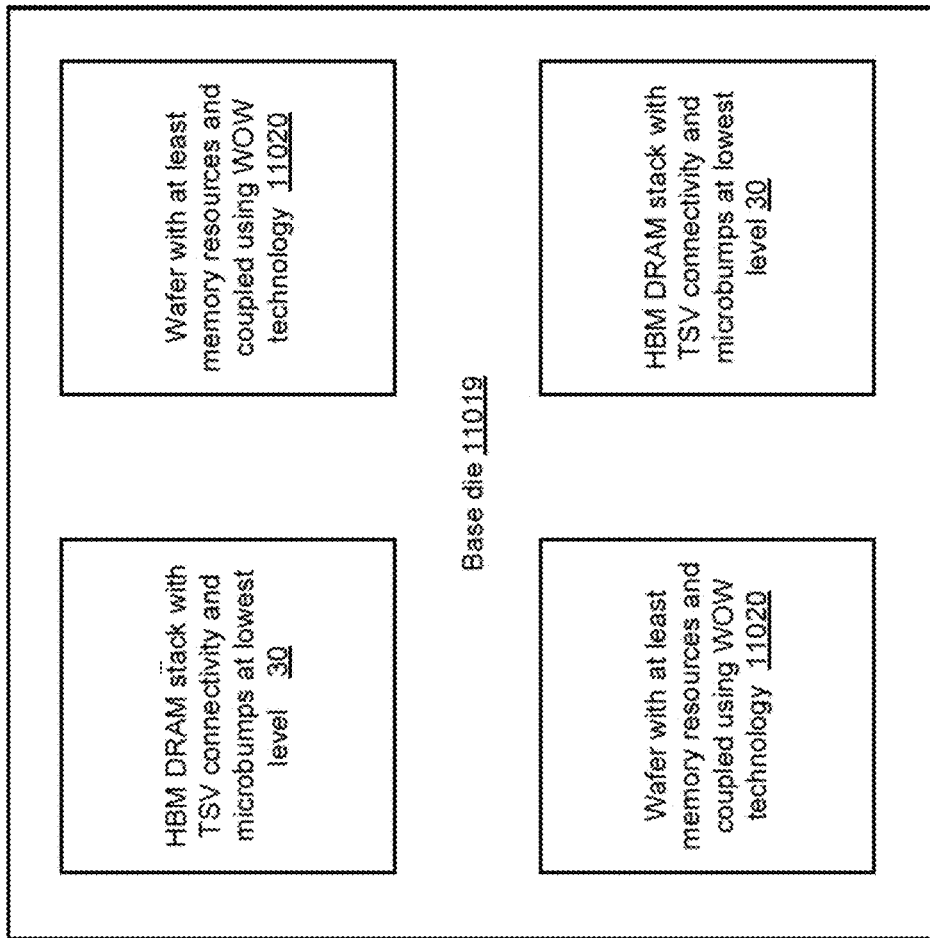 Wafer with at least
memory resources and
coupled using WOW
technology 11020
HBM DRAM stack with
TSV connectivity and
microbumps at lowest
level 30
Base die 11019
HBM DRAM stack with
TSV connectivity and
microbumps at lowest
level 30
Wafer with at least
memory resources and
coupled using WOW
technology 11020